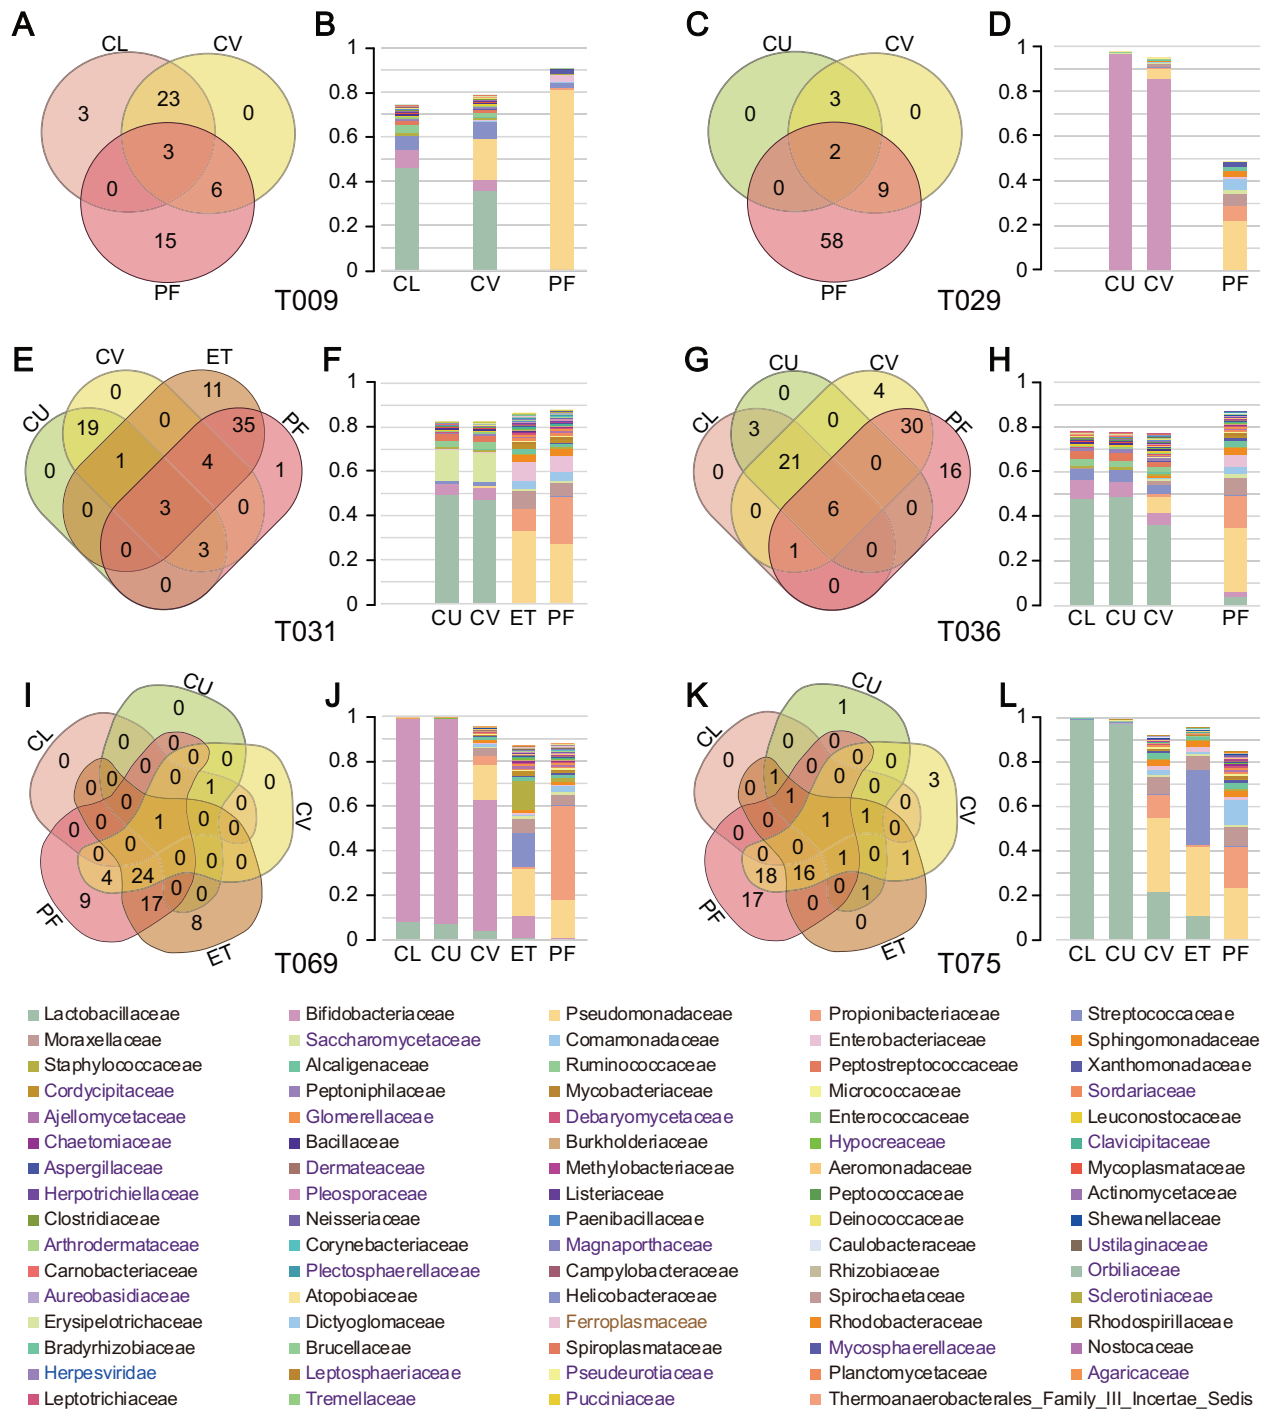 A
CL
CV
3
23
0
3
0
6
15
PF
T009
B
1
0.8
0.6
0.4
0.2
0
CL CV PF
C
CU
CV
0
3
0
2
0
9
58
PF
T029
D
1
0.8
0.6
0.4
0.2
0
CU CV PF
E
CV
ET
CU
PF
0
11
19
0
35
0
1
4
1
0
3
0
0
3
0
T031
F
1
0.8
0.6
0.4
0.2
0
CU CV ET PF
G
CU
CV
CL
PF
0
4
3
0
30
0
21
0
16
0
6
0
1
0
0
T036
H
1
0.8
0.6
0.4
0.2
0
CL CU CV PF
I
CU
CL
CV
PF
ET
0
0
0
0
0
0
0
0
0
0
1
0
0
0
0
0
1
0
0
0
0
0
0
4
24
0
0
9
17
8
T069
J
1
0.8
0.6
0.4
0.2
0
CL CU CV ET PF
K
CU
CL
CV
PF
ET
1
0
0
0
0
0
0
1
0
3
0
1
0
0
0
0
1
1
0
0
0
1
0
1
18
16
0
1
17
0
0
T075
L
1
0.8
0.6
0.4
0.2
0
CL CU CV ET PF
Lactobacillaceae Bifidobacteriaceae Pseudomonadaceae Propionibacteriaceae Streptococcaceae
Moraxellaceae Saccharomycetaceae Comamonadaceae Enterobacteriaceae Sphingomonadaceae
Staphylococcaceae Alcaligenaceae Ruminococcaceae Peptostreptococcaceae Xanthomonadaceae
Cordycipitaceae Peptoniphilaceae Mycobacteriaceae Micrococcaceae Sordariaceae
Ajellomycetaceae Glomerellaceae Debaryomycetaceae Enterococcaceae Leuconostocaceae
Chaetomiaceae Bacillaceae Burkholderiaceae Hypocreaceae Clavicipitaceae
Aspergillaceae Dermateaceae Methylobacteriaceae Aeromonadaceae Mycoplasmataceae
Herpotrichiellaceae Pleosporaceae Listeriaceae Peptococcaceae Actinomycetaceae
Clostridiaceae Neisseriaceae Paenibacillaceae Deinococcaceae Shewanellaceae
Arthrodermataceae Corynebacteriaceae Magnaporthaceae Caulobacteraceae Ustilaginaceae
Carnobacteriaceae Plectosphaerellaceae Campylobacteraceae Rhizobiaceae Orbiliaceae
Aureobasidiaceae Atopobiaceae Helicobacteraceae Spirochaetaceae Sclerotiniaceae
Erysipelotrichaceae Dictyoglomaceae Ferroplasmaceae Rhodobacteraceae Rhodospirillaceae
Bradyrhizobiaceae Brucellaceae Spiroplasmataceae Mycosphaerellaceae Nostocaceae
Herpesviridae Leptosphaeriaceae Pseudeurotiaceae Planctomycetaceae Agaricaceae
Leptotrichiaceae Tremellaceae Pucciniaceae Thermoanaerobacterales_Family_III_Incertae_Sedis